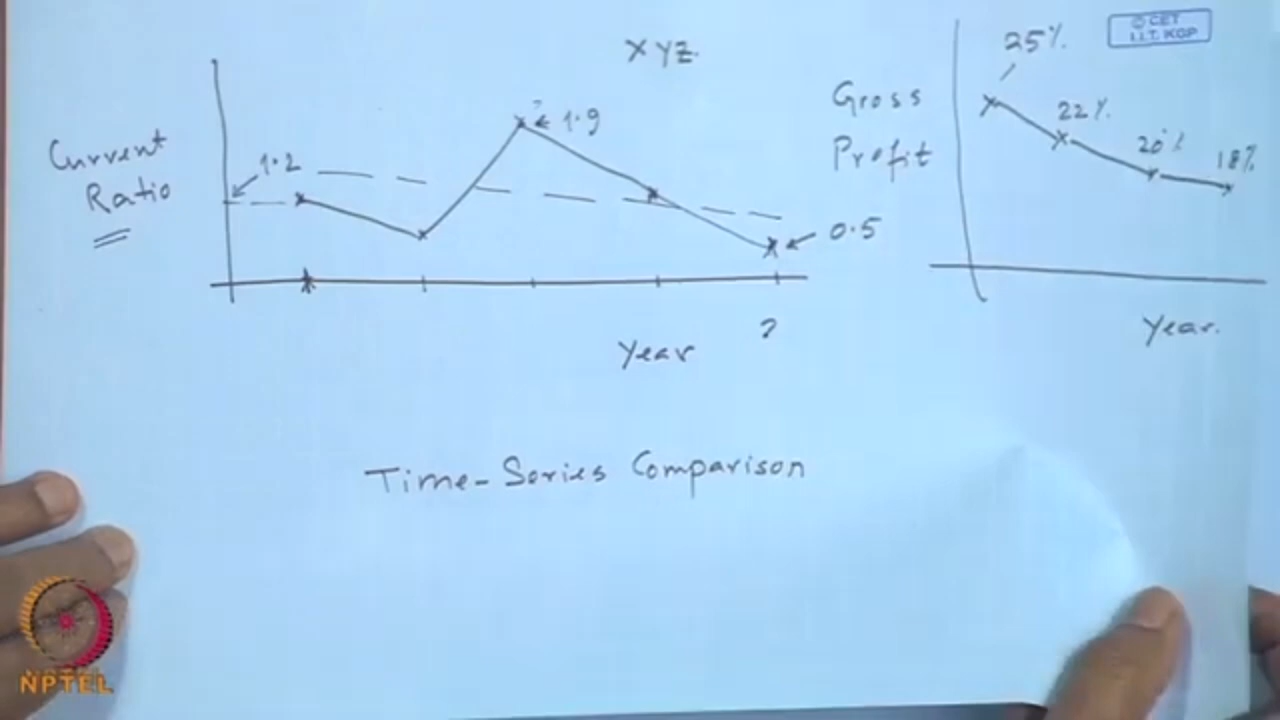 XYZ
© CET
I.I.T. KGP
Current
Ratio
1.2
1.9
0.5
Year
?
Gross
Profit
25%
22%
20%
18%
Year.
Time-Series Comparison
NPTEL